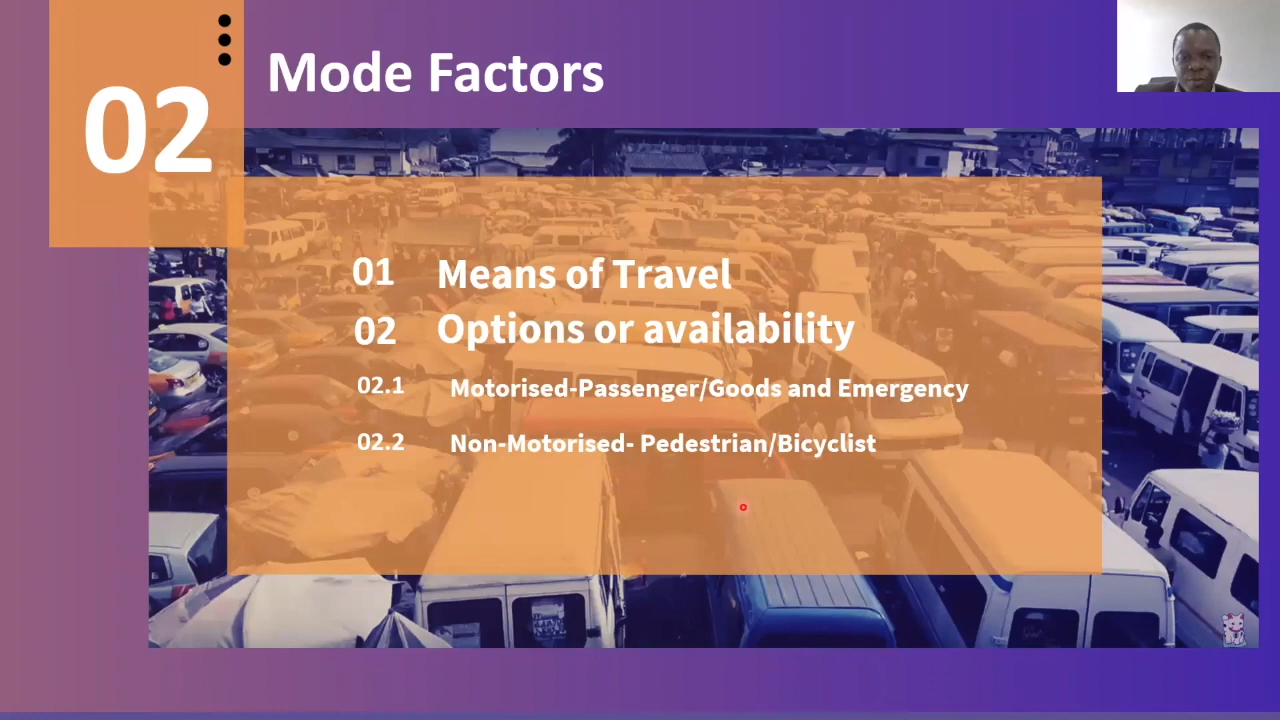 02
Mode Factors
01 Means of Travel
02 Options or availability
02.1 Motorised-Passenger/Goods and Emergency
02.2 Non-Motorised- Pedestrian/Bicyclist